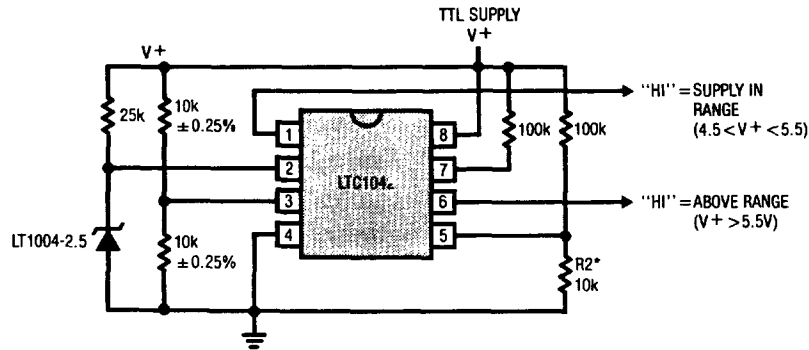 TTL SUPPLY
V+
V+
25k
10k
±0.25%
1
2
3
4
8
7
6
5
100k
100k
"HI" = SUPPLY IN
RANGE
(4.5<V+<5.5)
"HI" = ABOVE RANGE
(V+>5.5V)
LT1004-2.5
10k
±0.25%
R2*
10k